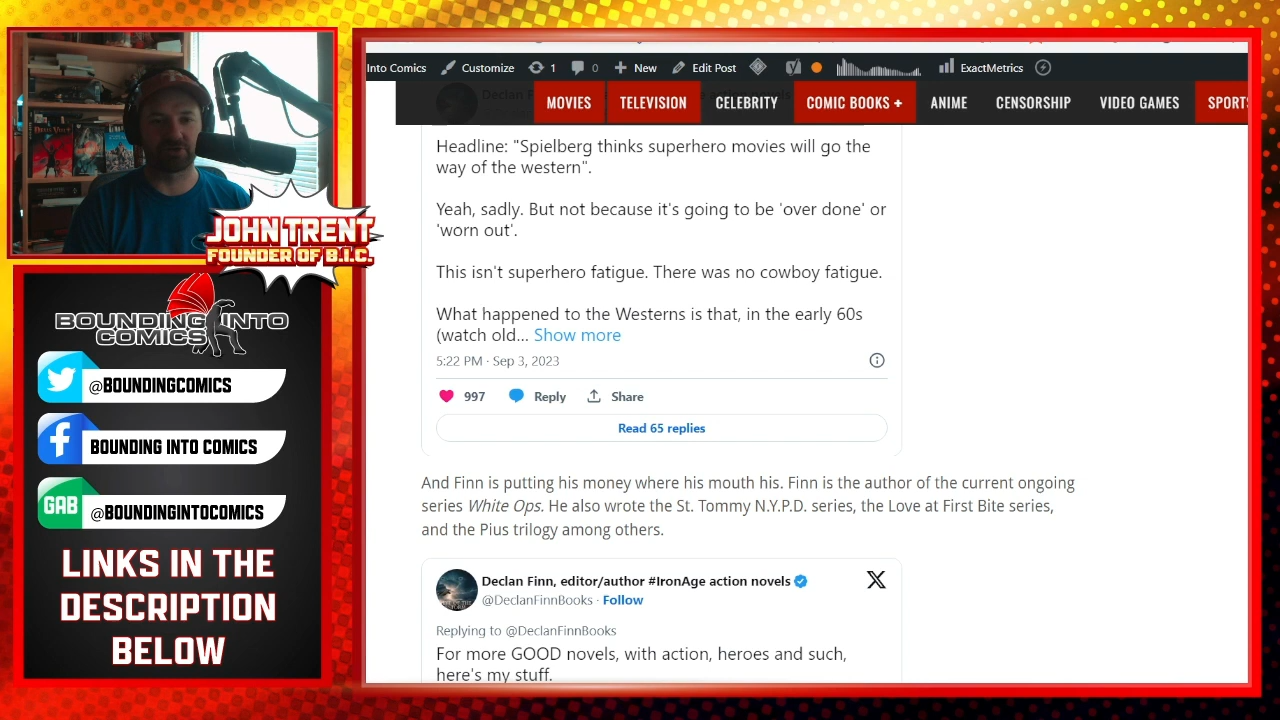 JOHN TRENT
FOUNDER OF B.I.C.
BOUNDING INTO
COMICS
@BOUNDINGCOMICS
BOUNDING INTO COMICS
GAB
@BOUNDINGINTOCOMICS
LINKS IN THE
DESCRIPTION
BELOW
Into Comics Customize 1 0 New Edit Post ExactMetrics
MOVIES TELEVISION CELEBRITY COMIC BOOKS + ANIME CENSORSHIP VIDEO GAMES SPORTS
Headline: "Spielberg thinks superhero movies will go the
way of the western".
Yeah, sadly. But not because it's going to be 'over done' or
'worn out'.
This isn't superhero fatigue. There was no cowboy fatigue.
What happened to the Westerns is that, in the early 60s
(watch old... Show more
5:22 PM · Sep 3, 2023
997 Reply Share
Read 65 replies
And Finn is putting his money where his mouth his. Finn is the author of the current ongoing
series White Ops. He also wrote the St. Tommy N.Y.P.D. series, the Love at First Bite series,
and the Pius trilogy among others.
Declan Finn, editor/author #IronAge action novels
@DeclanFinnBooks · Follow
Replying to @DeclanFinnBooks
For more GOOD novels, with action, heroes and such,
here's my stuff.